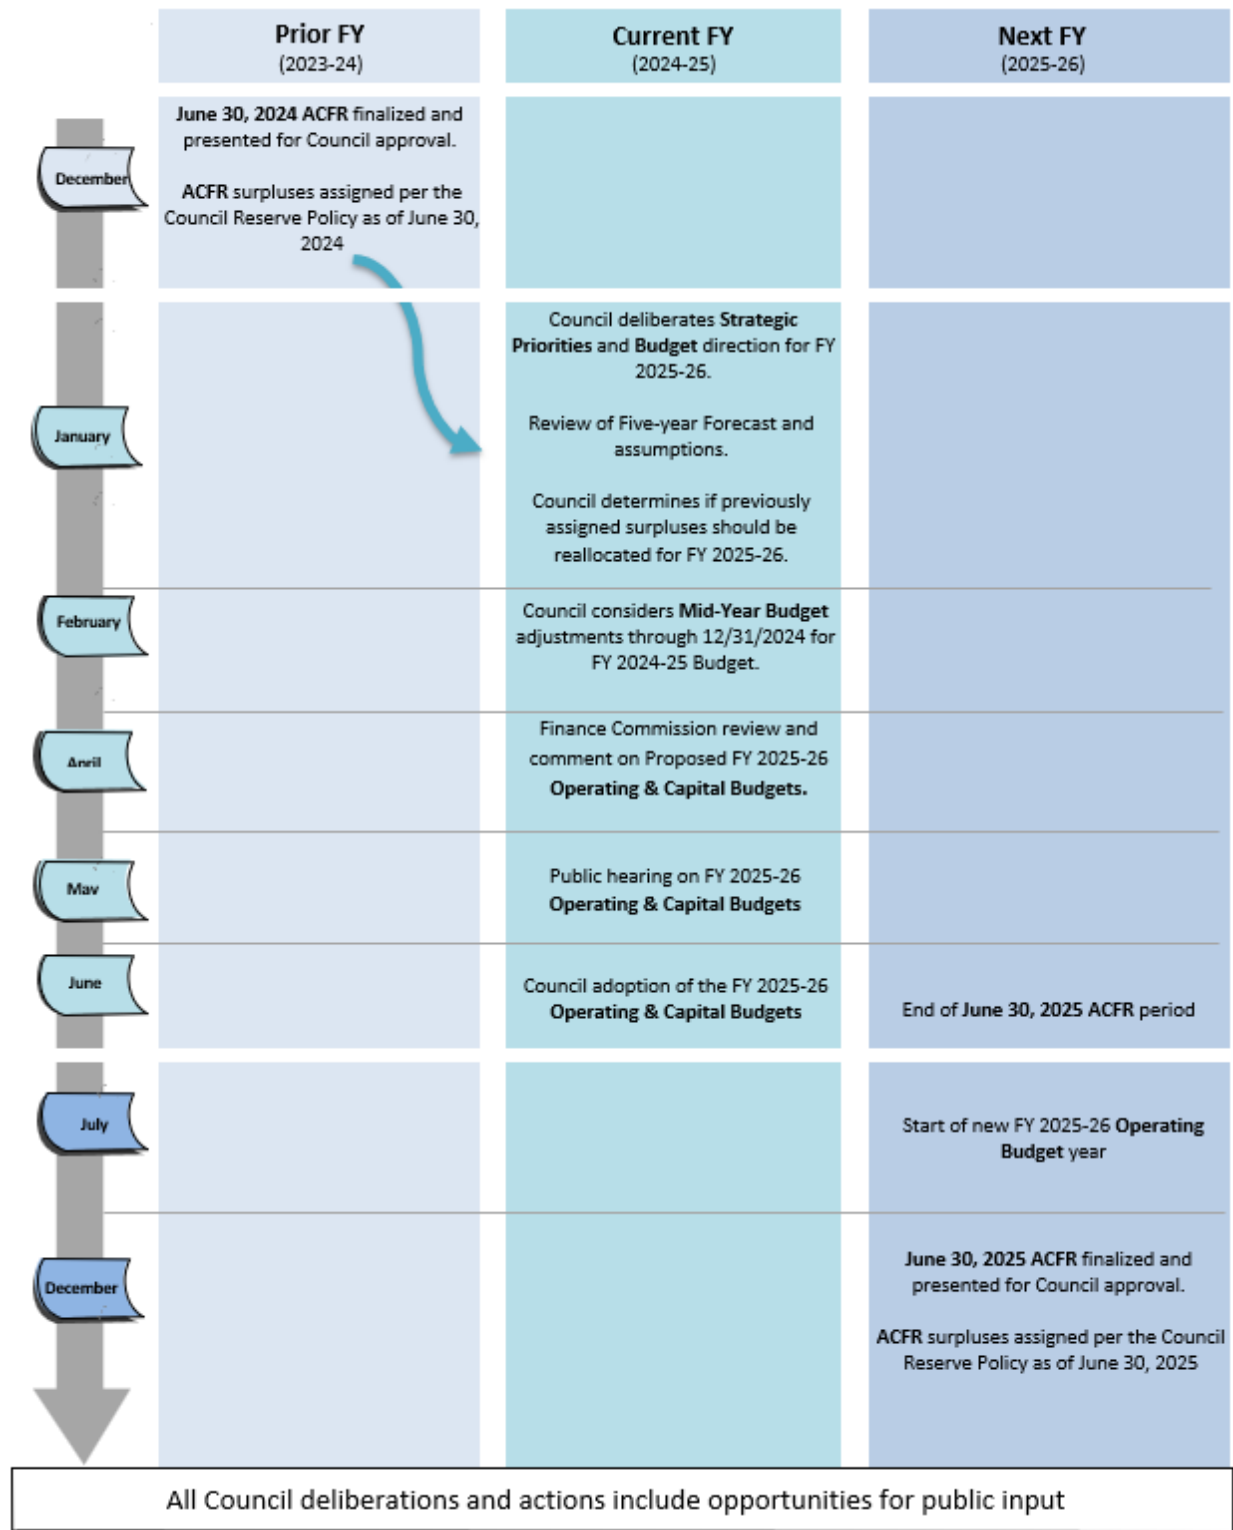 Prior FY
(2023-24)
Current FY
(2024-25)
Next FY
(2025-26)
December
June 30, 2024 ACFR finalized and
presented for Council approval.
ACFR surpluses assigned per the
Council Reserve Policy as of June 30,
2024
January
Council deliberates Strategic
Priorities and Budget direction for FY
2025-26.
Review of Five-year Forecast and
assumptions.
Council determines if previously
assigned surpluses should be
reallocated for FY 2025-26.
February
Council considers Mid-Year Budget
adjustments through 12/31/2024 for
FY 2024-25 Budget.
April
Finance Commission review and
comment on Proposed FY 2025-26
Operating & Capital Budgets.
May
Public hearing on FY 2025-26
Operating & Capital Budgets
June
Council adoption of the FY 2025-26
Operating & Capital Budgets
End of June 30, 2025 ACFR period
July
Start of new FY 2025-26 Operating
Budget year
December
June 30, 2025 ACFR finalized and
presented for Council approval.
ACFR surpluses assigned per the Council
Reserve Policy as of June 30, 2025
All Council deliberations and actions include opportunities for public input